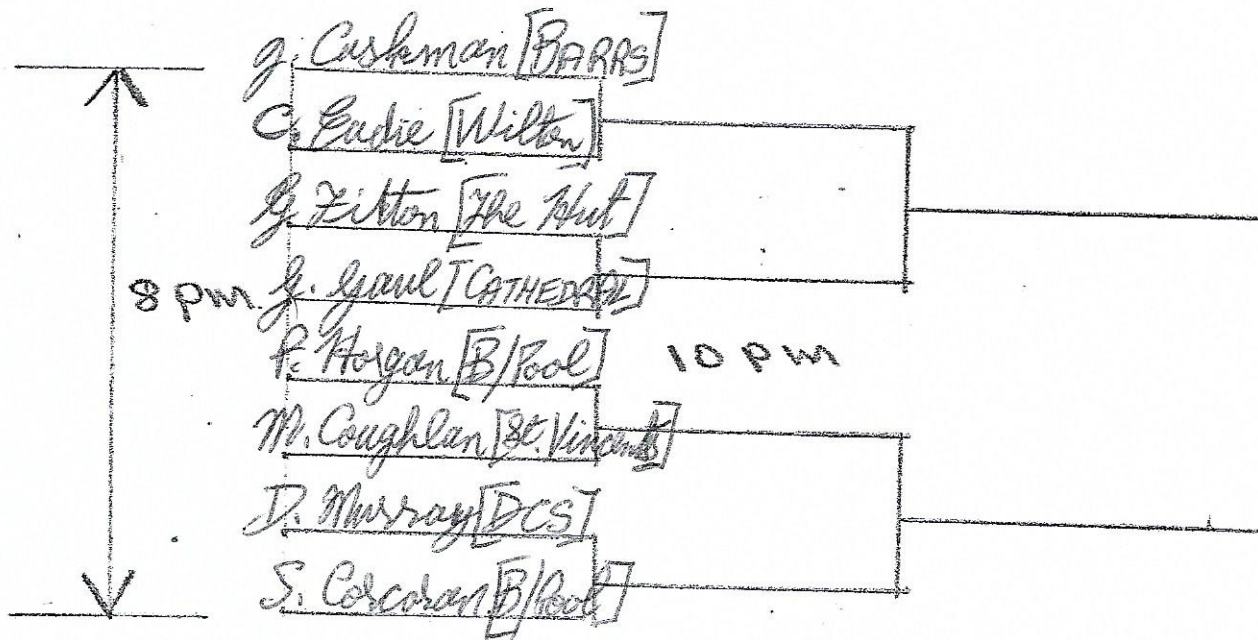 g. Cashman [BARRS]
C. Eadie [Wilton]
G. Fitton [The Hut]
8 pm. G. Gaul [CATHEDRAL]
P. Horgan [B/Pool] 10 pm
M. Coughlan [St. Vincents]
D. Murray [DCS]
S. Corcoran [B/Pool]